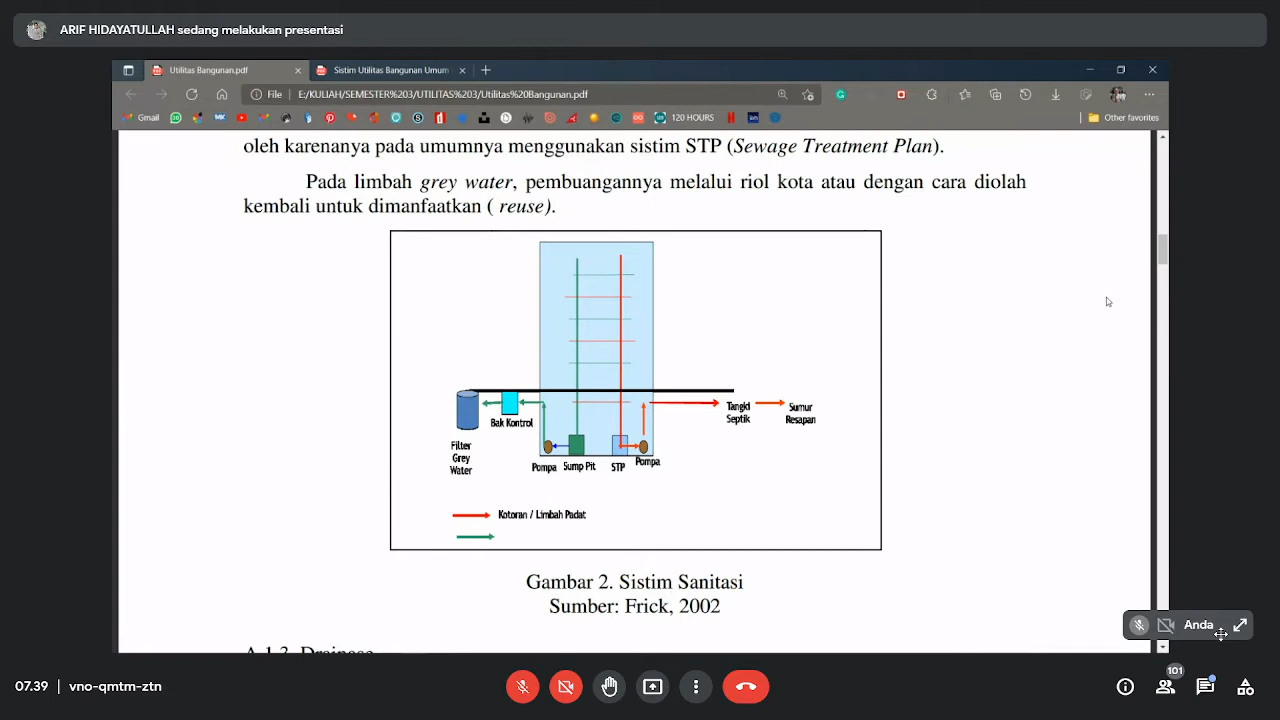 ARIF HIDAYATULLAH sedang melakukan presentasi
Utilitas Bangunan.pdf
Sistim Utilitas Bangunan Umum
File
E:/KULIAH/SEMESTER%203/UTILITAS%203/Utilitas%20Bangunan.pdf
Gmail
120 HOURS
Other favorites
oleh karenanya pada umumnya menggunakan sistim STP (Sewage Treatment Plan).
Pada limbah grey water, pembuangannya melalui riol kota atau dengan cara diolah
kembali untuk dimanfaatkan ( reuse).
Bak Kontrol
Tangki
Septik
Sumur
Resapan
Filter
Grey
Water
Pompa
Sump Pit
STP
Pompa
Kotoran / Limbah Padat
Gambar 2. Sistim Sanitasi
Sumber: Frick, 2002
A.1.3. Drainase
Anda
07.39 | vno-qmtm-ztn
101